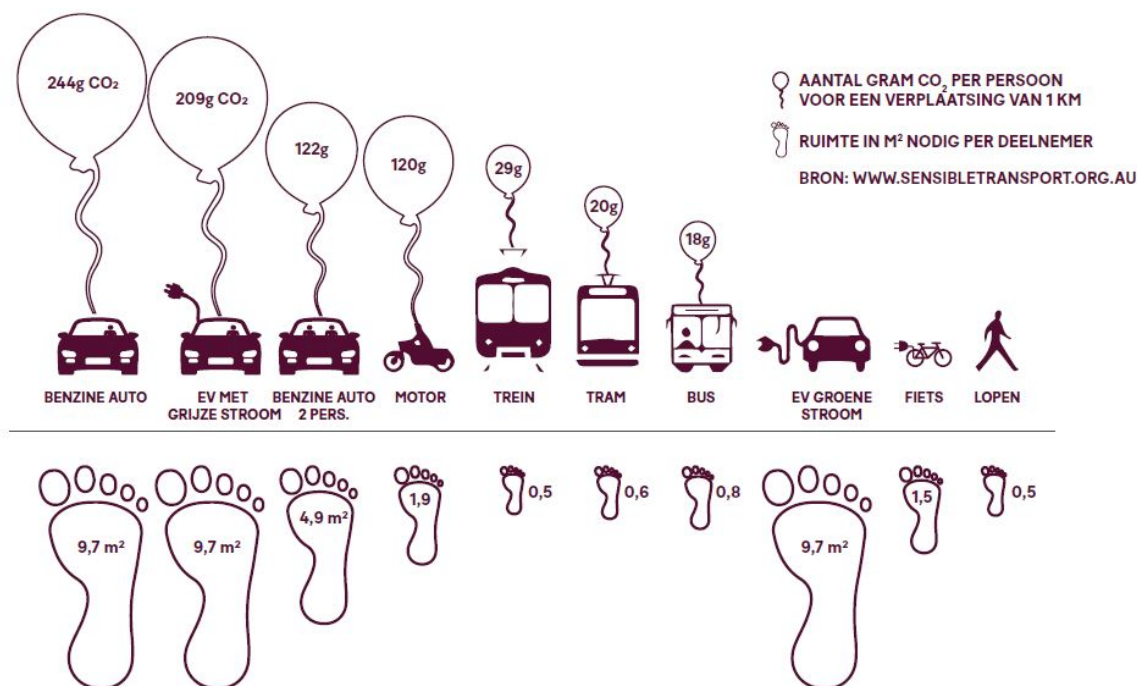 244g CO₂
209g CO₂
122g
120g
29g
20g
18g
AANTAL GRAM CO₂ PER PERSOON
VOOR EEN VERPLAATSING VAN 1 KM
RUIMTE IN M² NODIG PER DEELNEMER
BRON: WWW.SENSIBLETRANSPORT.ORG.AU
BENZINE AUTO
EV MET
GRIJZE STROOM
BENZINE AUTO
2 PERS.
MOTOR
TREIN
TRAM
BUS
EV GROENE
STROOM
FIETS
LOPEN
9,7 m²
9,7 m²
4,9 m²
1,9
0,5
0,6
0,8
9,7 m²
1,5
0,5